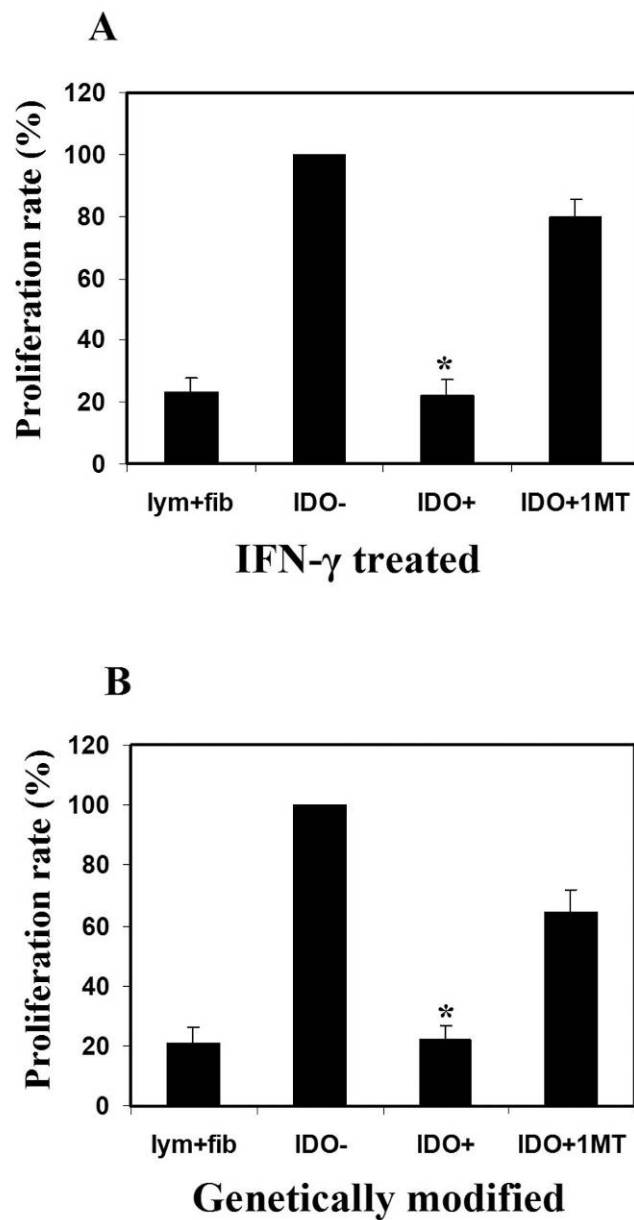 A
Proliferation rate (%)
120
100
80
60
40
20
0
*
lym+fib IDO- IDO+ IDO+1MT
IFN-γ treated
B
Proliferation rate (%)
120
100
80
60
40
20
0
*
lym+fib IDO- IDO+ IDO+1MT
Genetically modified